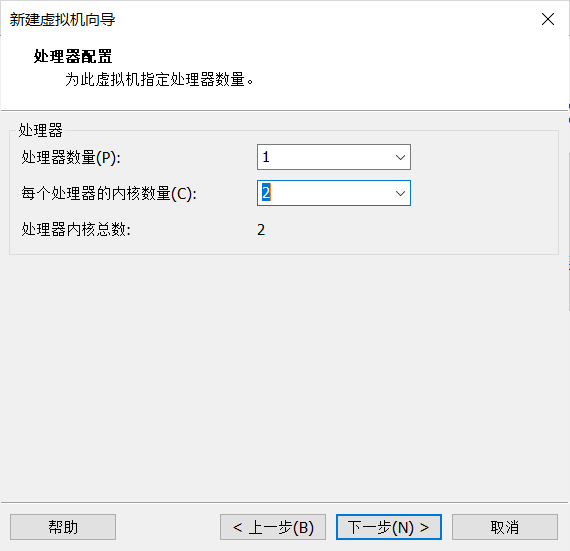 新建虚拟机向导
处理器配置
为此虚拟机指定处理器数量。
处理器
处理器数量(P): 1
每个处理器的内核数量(C): 2
处理器内核总数: 2
帮助 < 上一步(B) 下一步(N) > 取消